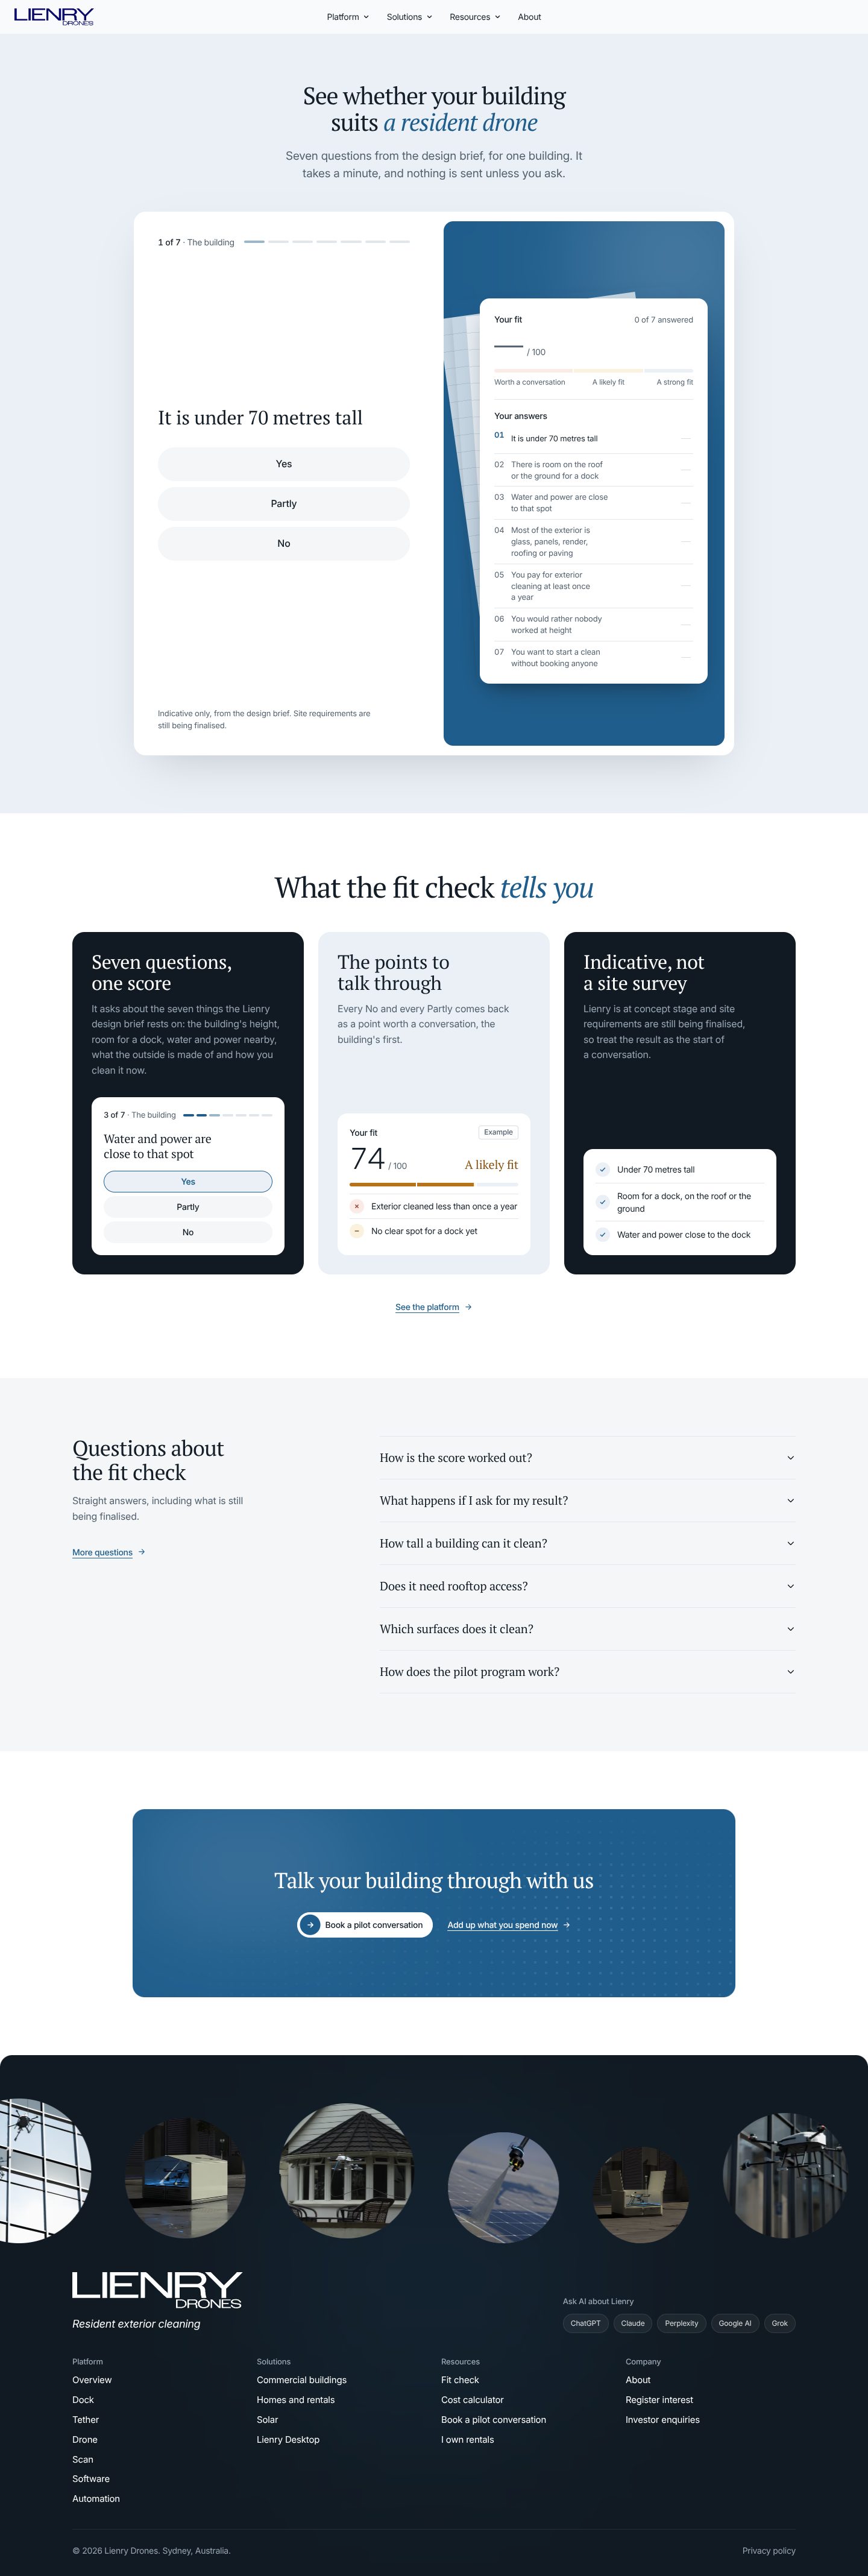 LIENRY
DRONES
Platform
Solutions
Resources
About
See whether your building
suits a resident drone
Seven questions from the design brief, for one building. It
takes a minute, and nothing is sent unless you ask.
1 of 7 · The building
It is under 70 metres tall
Yes
Partly
No
Indicative only, from the design brief. Site requirements are
still being finalised.
Your fit
0 of 7 answered
/ 100
Worth a conversation
A likely fit
A strong fit
Your answers
01 It is under 70 metres tall
02 There is room on the roof
or the ground for a dock
03 Water and power are close
to that spot
04 Most of the exterior is
glass, panels, render,
roofing or paving
05 You pay for exterior
cleaning at least once
a year
06 You would rather nobody
worked at height
07 You want to start a clean
without booking anyone
What the fit check tells you
Seven questions,
one score
It asks about the seven things the Lienry
design brief rests on: the building's height,
room for a dock, water and power nearby,
what the outside is made of and how you
clean it now.
3 of 7 · The building
Water and power are
close to that spot
Yes
Partly
No
The points to
talk through
Every No and every Partly comes back
as a point worth a conversation, the
building's first.
Your fit
Example
74 / 100
A likely fit
Exterior cleaned less than once a year
No clear spot for a dock yet
Indicative, not
a site survey
Lienry is at concept stage and site
requirements are still being finalised,
so treat the result as the start of
a conversation.
Under 70 metres tall
Room for a dock, on the roof or the
ground
Water and power close to the dock
See the platform
Questions about
the fit check
Straight answers, including what is still
being finalised.
More questions
How is the score worked out?
What happens if I ask for my result?
How tall a building can it clean?
Does it need rooftop access?
Which surfaces does it clean?
How does the pilot program work?
Talk your building through with us
Book a pilot conversation
Add up what you spend now
LIENRY
DRONES
Resident exterior cleaning
Ask AI about Lienry
ChatGPT
Claude
Perplexity
Google AI
Grok
Platform
Overview
Dock
Tether
Drone
Scan
Software
Automation
Solutions
Commercial buildings
Homes and rentals
Solar
Lienry Desktop
Resources
Fit check
Cost calculator
Book a pilot conversation
I own rentals
Company
About
Register interest
Investor enquiries
© 2026 Lienry Drones. Sydney, Australia.
Privacy policy